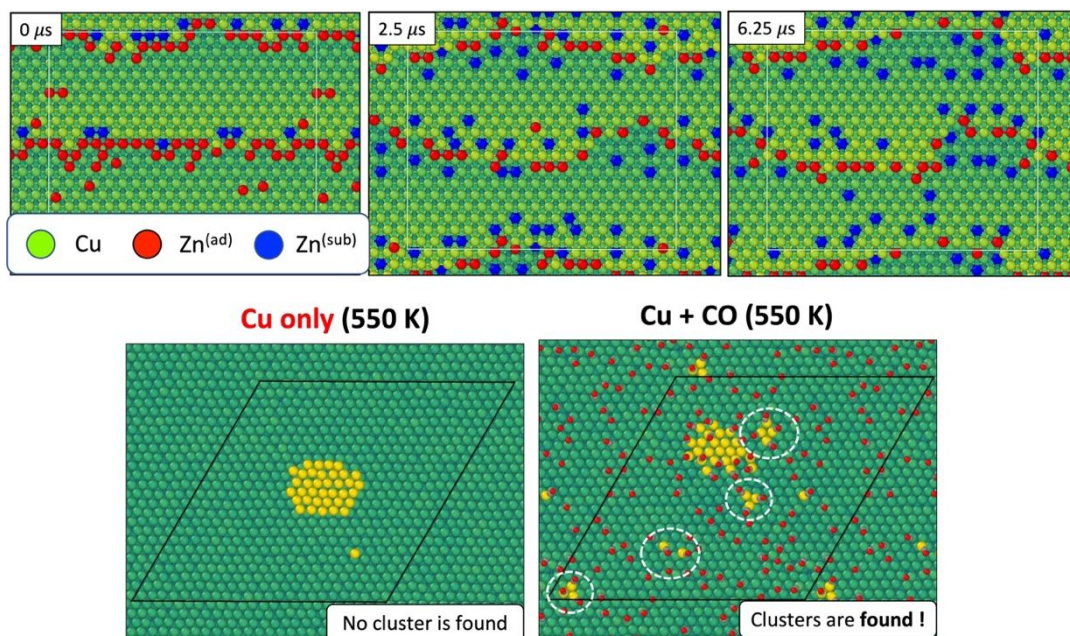 0 μs
2.5 μs
6.25 μs
Cu Zn(ad) Zn(sub)
Cu only (550 K)
Cu + CO (550 K)
No cluster is found
Clusters are found !